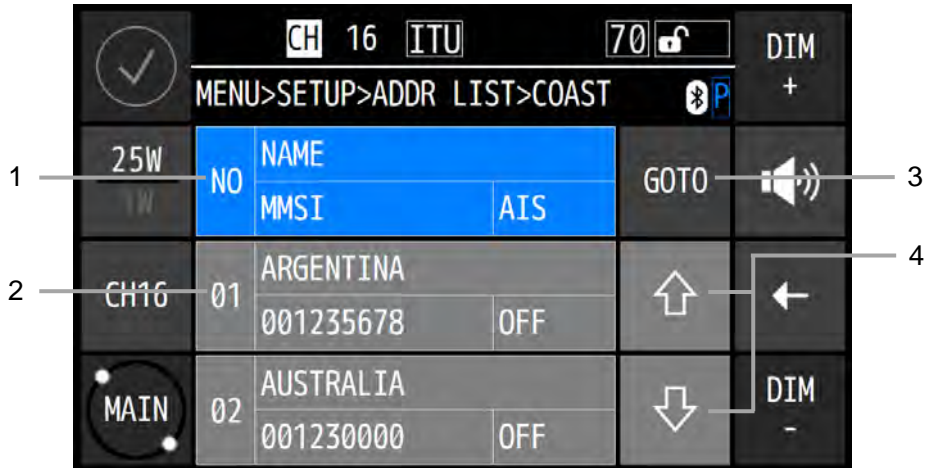 CH 16 ITU 70 DIM
+
MENU>SETUP>ADDR LIST>COAST P
25W
1W
NO
NAME
MMSI AIS
GOTO
1
3
CH16
01
ARGENTINA
001235678 OFF
2
4
MAIN
02
AUSTRALIA
001230000 OFF
DIM
-